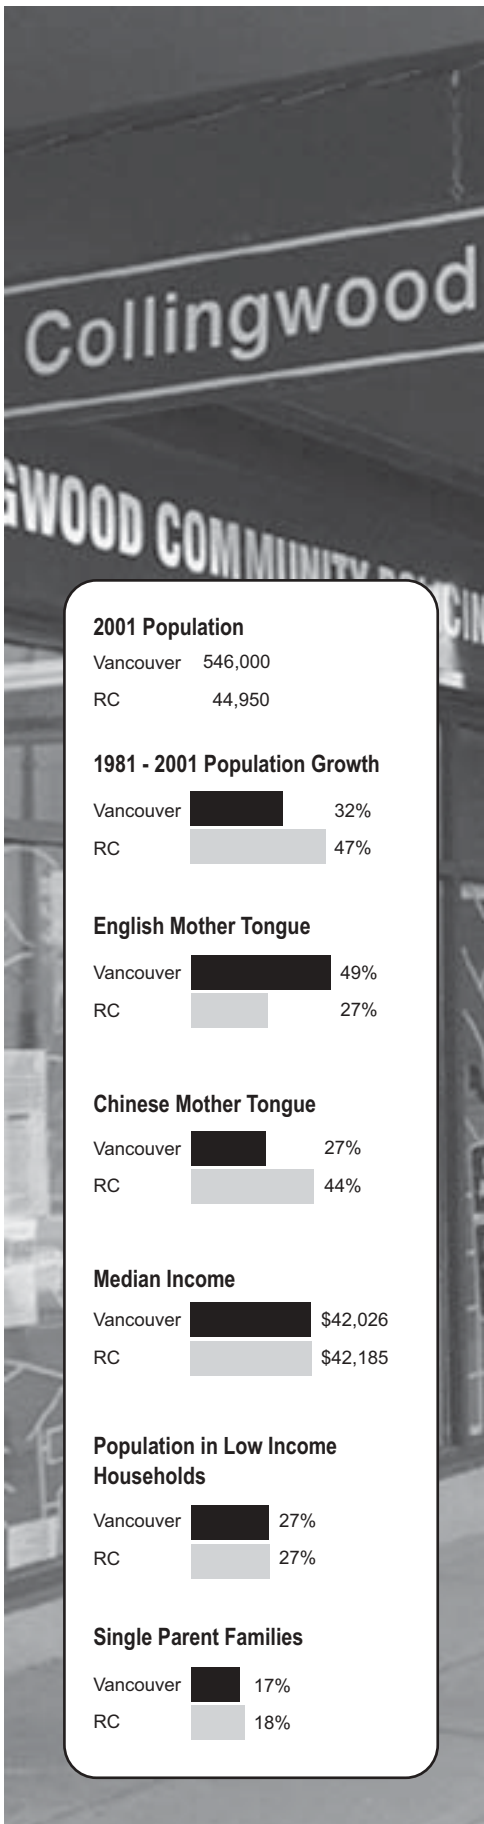 Collingwood
GWOOD COMMUNITY
2001 Population
Vancouver 546,000
RC 44,950
1981 - 2001 Population Growth
Vancouver 32%
RC 47%
English Mother Tongue
Vancouver 49%
RC 27%
Chinese Mother Tongue
Vancouver 27%
RC 44%
Median Income
Vancouver $42,026
RC $42,185
Population in Low Income
Households
Vancouver 27%
RC 27%
Single Parent Families
Vancouver 17%
RC 18%